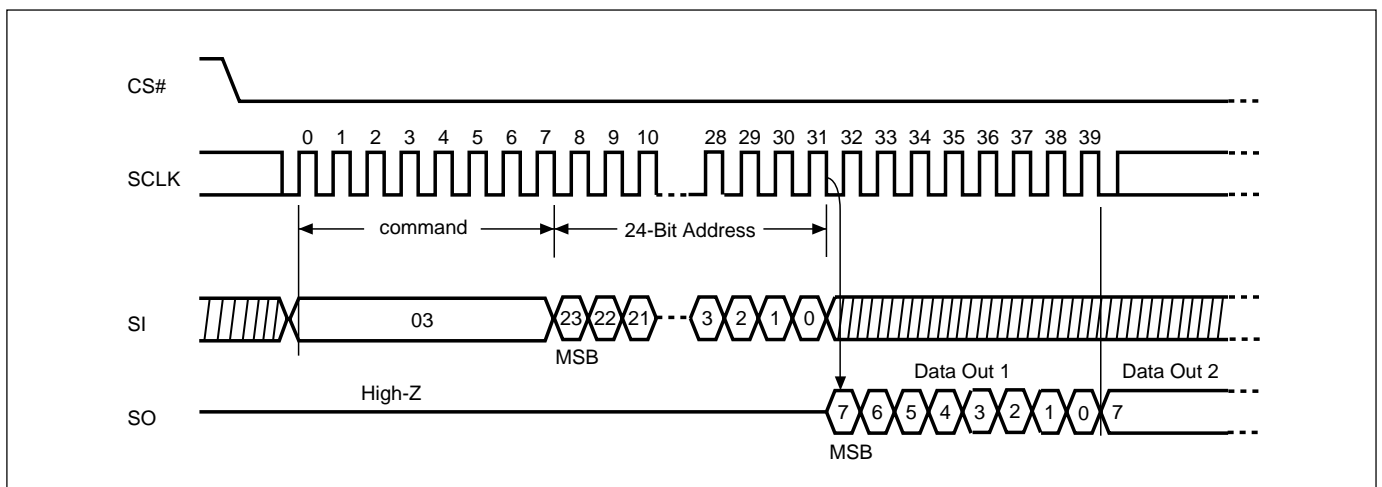 CS#
0 1 2 3 4 5 6 7 8 9 10 28 29 30 31 32 33 34 35 36 37 38 39
SCLK
command 24-Bit Address
SI 03 23 22 21 3 2 1 0
MSB
Data Out 1 Data Out 2
High-Z
SO 7 6 5 4 3 2 1 0 7
MSB